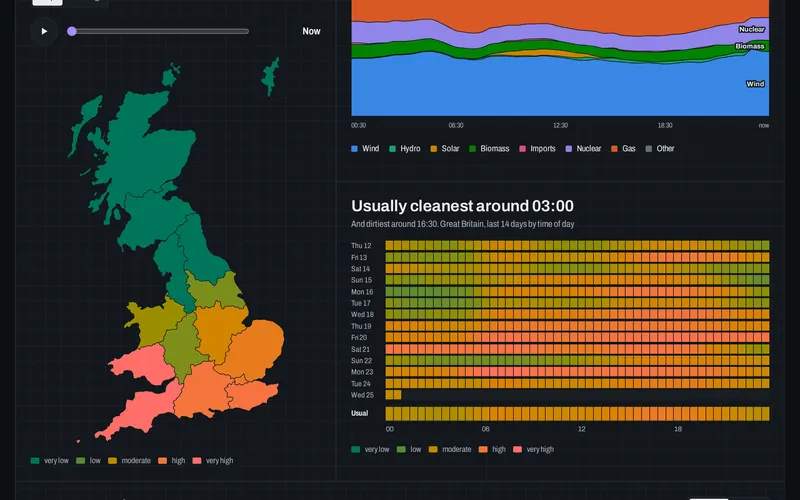 Now
Nuclear
Biomass
Wind
00:30 06:30 12:30 18:30 now
Wind Hydro Solar Biomass Imports Nuclear Gas Other
Usually cleanest around 03:00
And dirtiest around 16:30. Great Britain, last 14 days by time of day
Thu 12
Fri 13
Sat 14
Sun 15
Mon 16
Tue 17
Wed 18
Thu 19
Fri 20
Sat 21
Sun 22
Mon 23
Tue 24
Wed 25
Usual
00 06 12 18
very low low moderate high very high
very low low moderate high very high